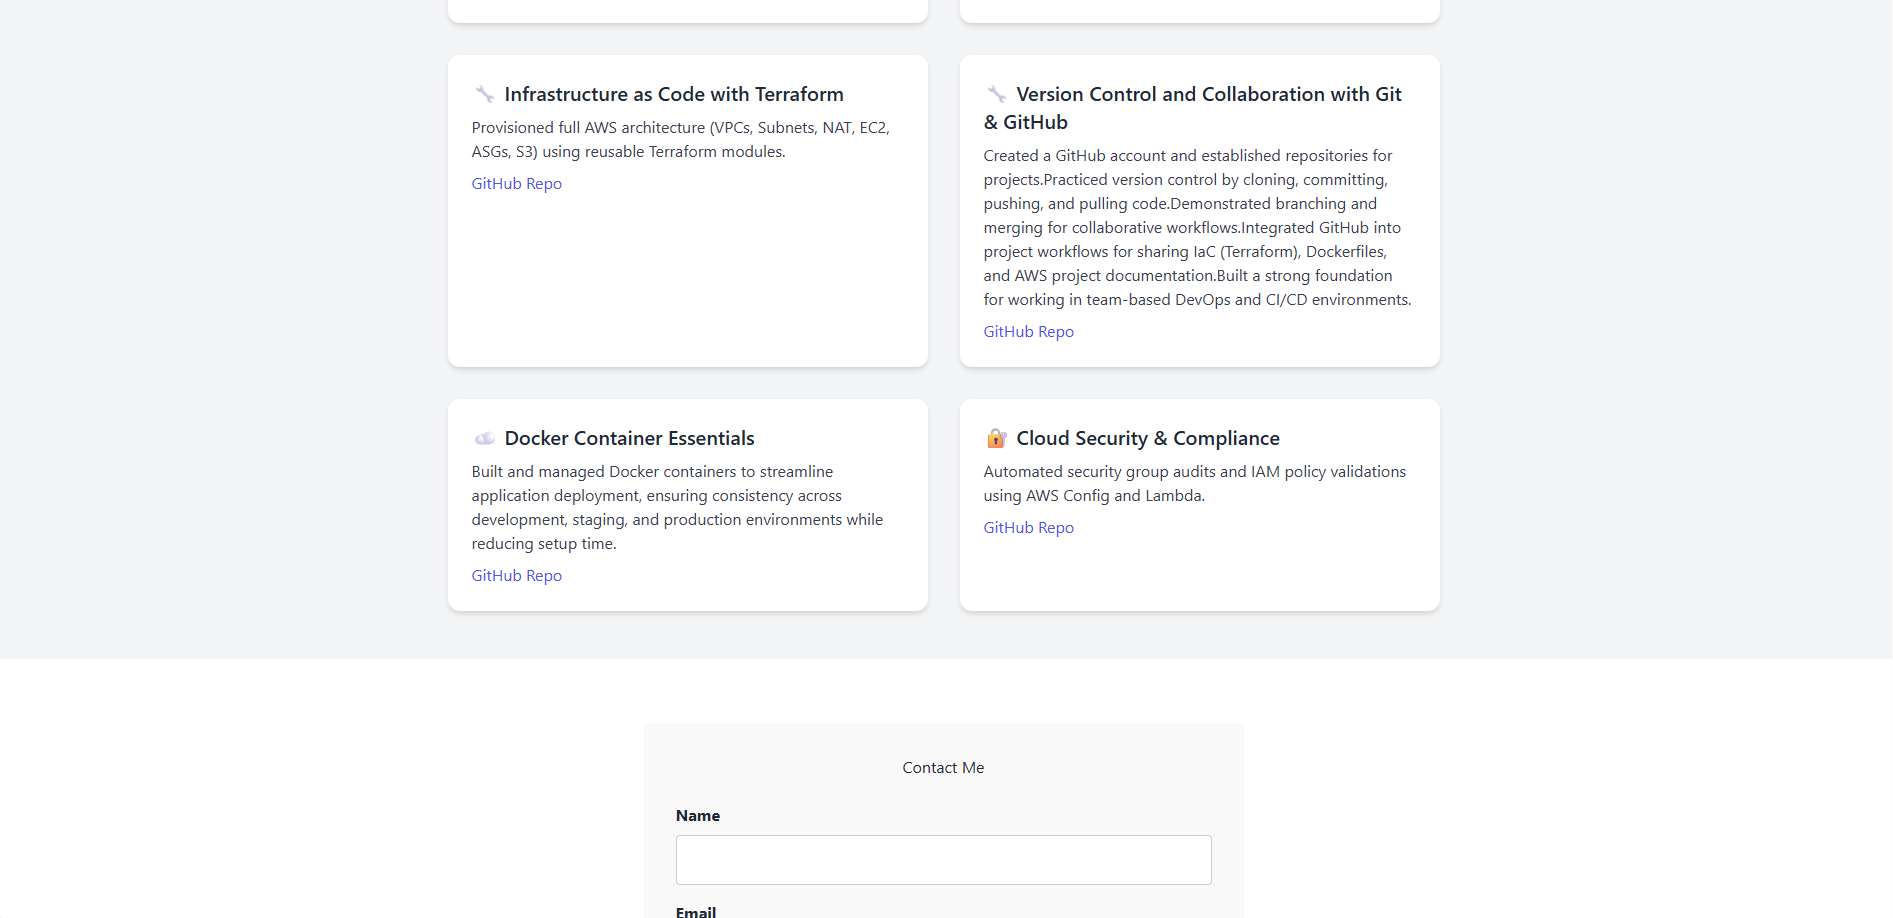 🔧 Infrastructure as Code with Terraform
Provisioned full AWS architecture (VPCs, Subnets, NAT, EC2,
ASGs, S3) using reusable Terraform modules.
GitHub Repo
🔧 Version Control and Collaboration with Git
& GitHub
Created a GitHub account and established repositories for
projects.Practiced version control by cloning, committing,
pushing, and pulling code.Demonstrated branching and
merging for collaborative workflows.Integrated GitHub into
project workflows for sharing IaC (Terraform), Dockerfiles,
and AWS project documentation.Built a strong foundation
for working in team-based DevOps and CI/CD environments.
GitHub Repo
☁️ Docker Container Essentials
Built and managed Docker containers to streamline
application deployment, ensuring consistency across
development, staging, and production environments while
reducing setup time.
GitHub Repo
🔐 Cloud Security & Compliance
Automated security group audits and IAM policy validations
using AWS Config and Lambda.
GitHub Repo
Contact Me
Name
Email